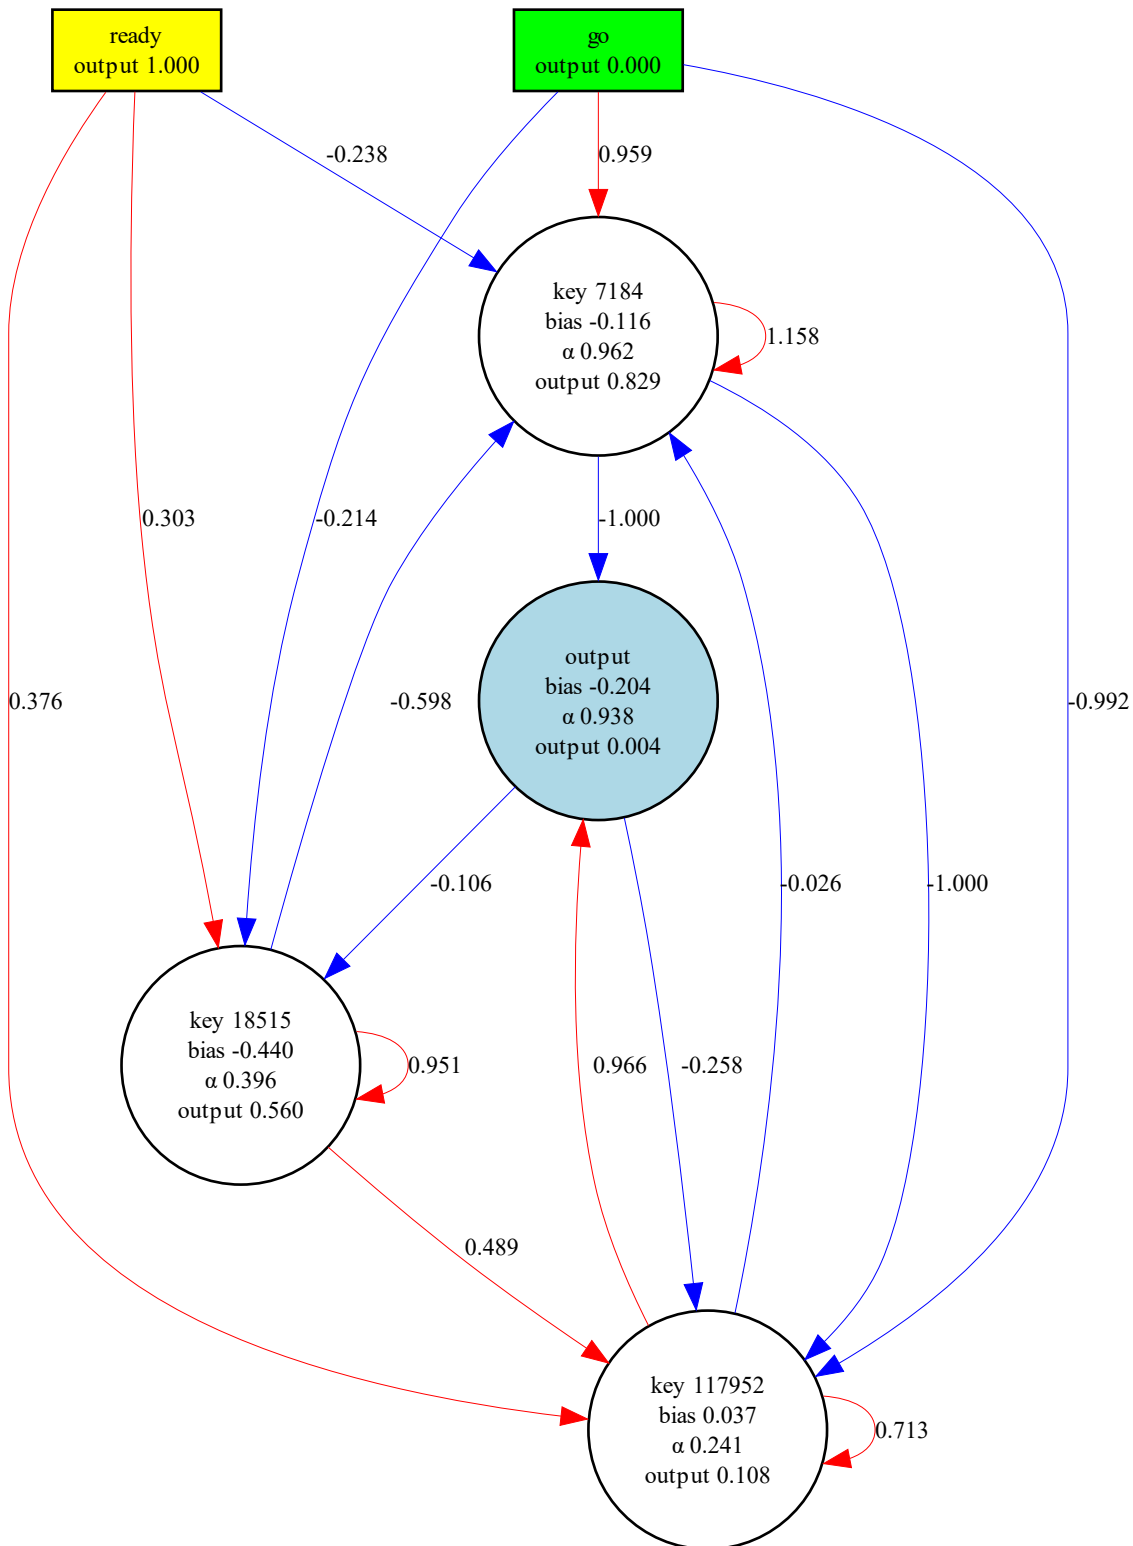 ready
output 1.000
go
output 0.000
-0.238
0.959
key 7184
bias -0.116
α 0.962
output 0.829
1.158
0.303
-0.214
-1.000
0.376
-0.598
output
bias -0.204
α 0.938
output 0.004
-0.992
-0.106
-0.026
-1.000
key 18515
bias -0.440
α 0.396
output 0.560
0.951
0.966
-0.258
0.489
key 117952
bias 0.037
α 0.241
output 0.108
0.713